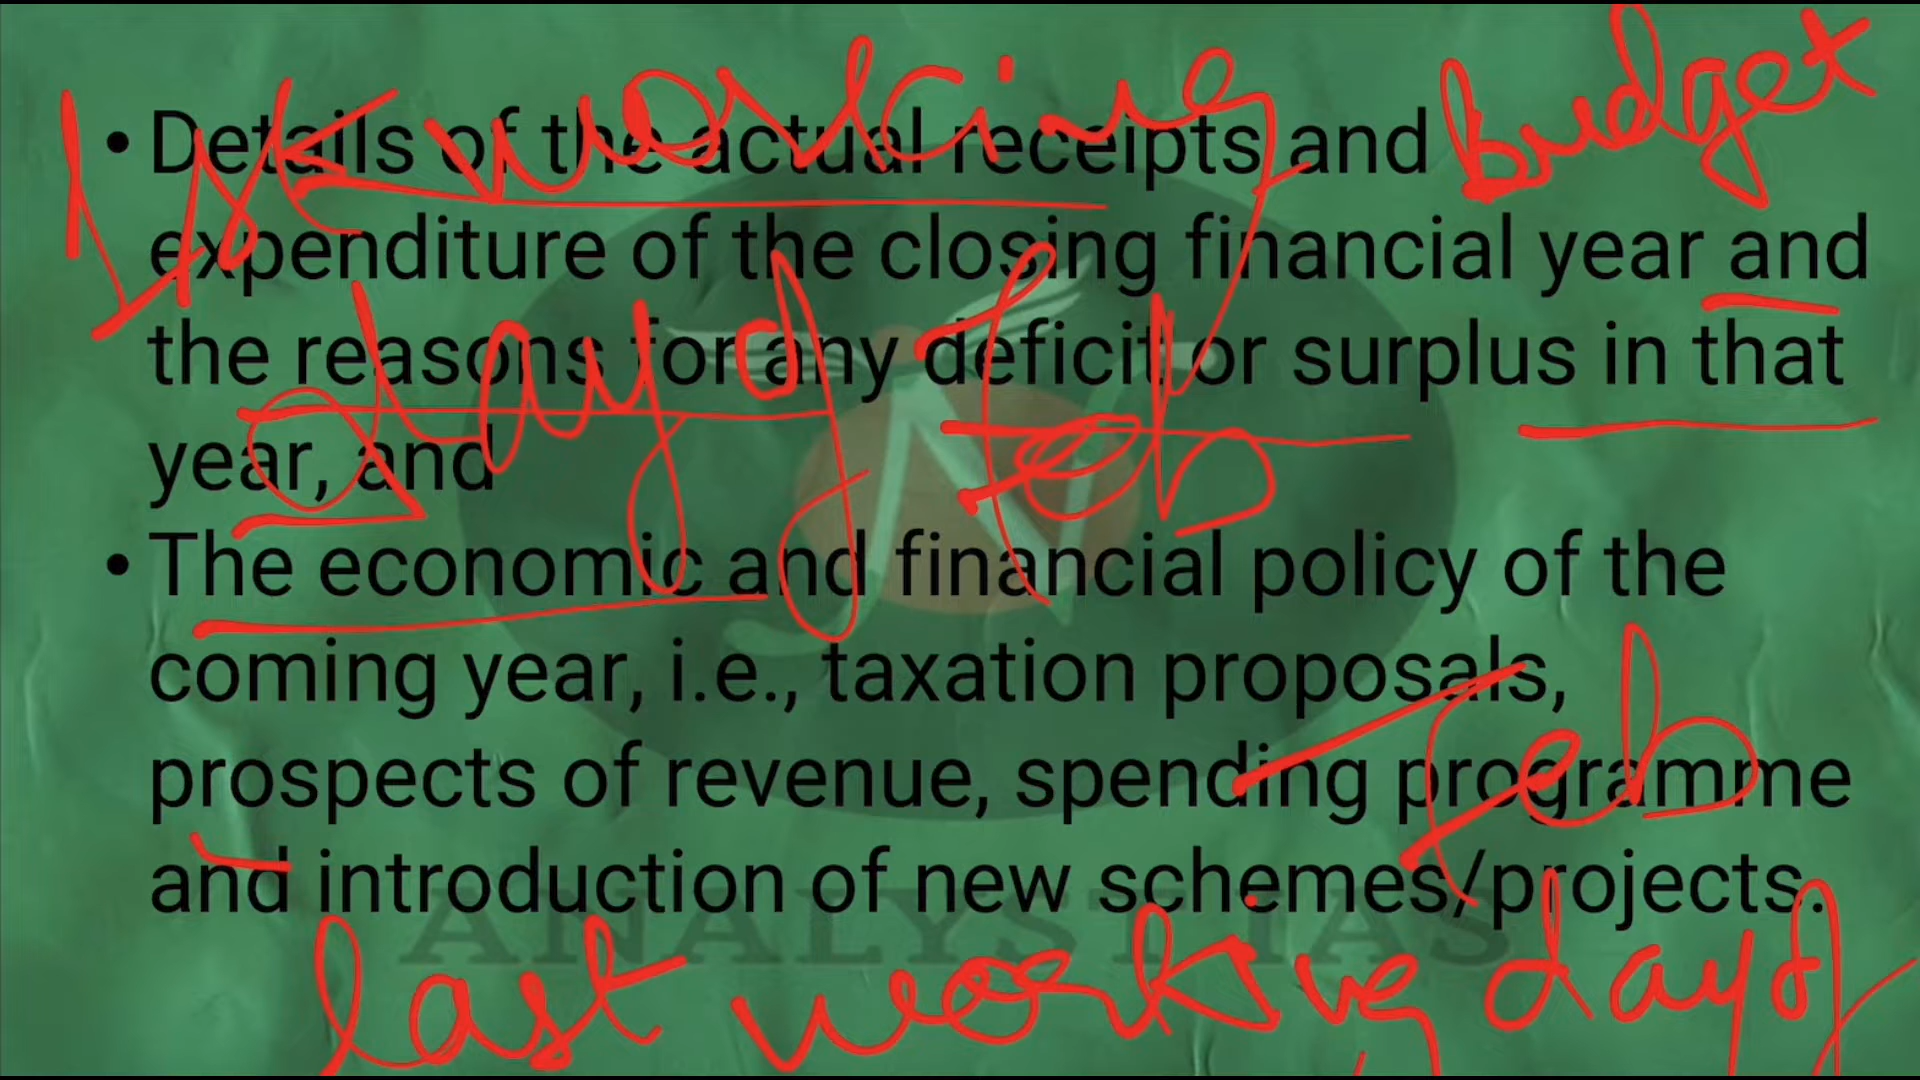 1st working budget
• Details of the actual receipts and
expenditure of the closing financial year and
day of Feb
the reasons for any deficit or surplus in that
year, and
• The economic and financial policy of the
coming year, i.e., taxation proposals,
Feb
prospects of revenue, spending programme
and introduction of new schemes/projects.
ANALYST IAS
last working day of